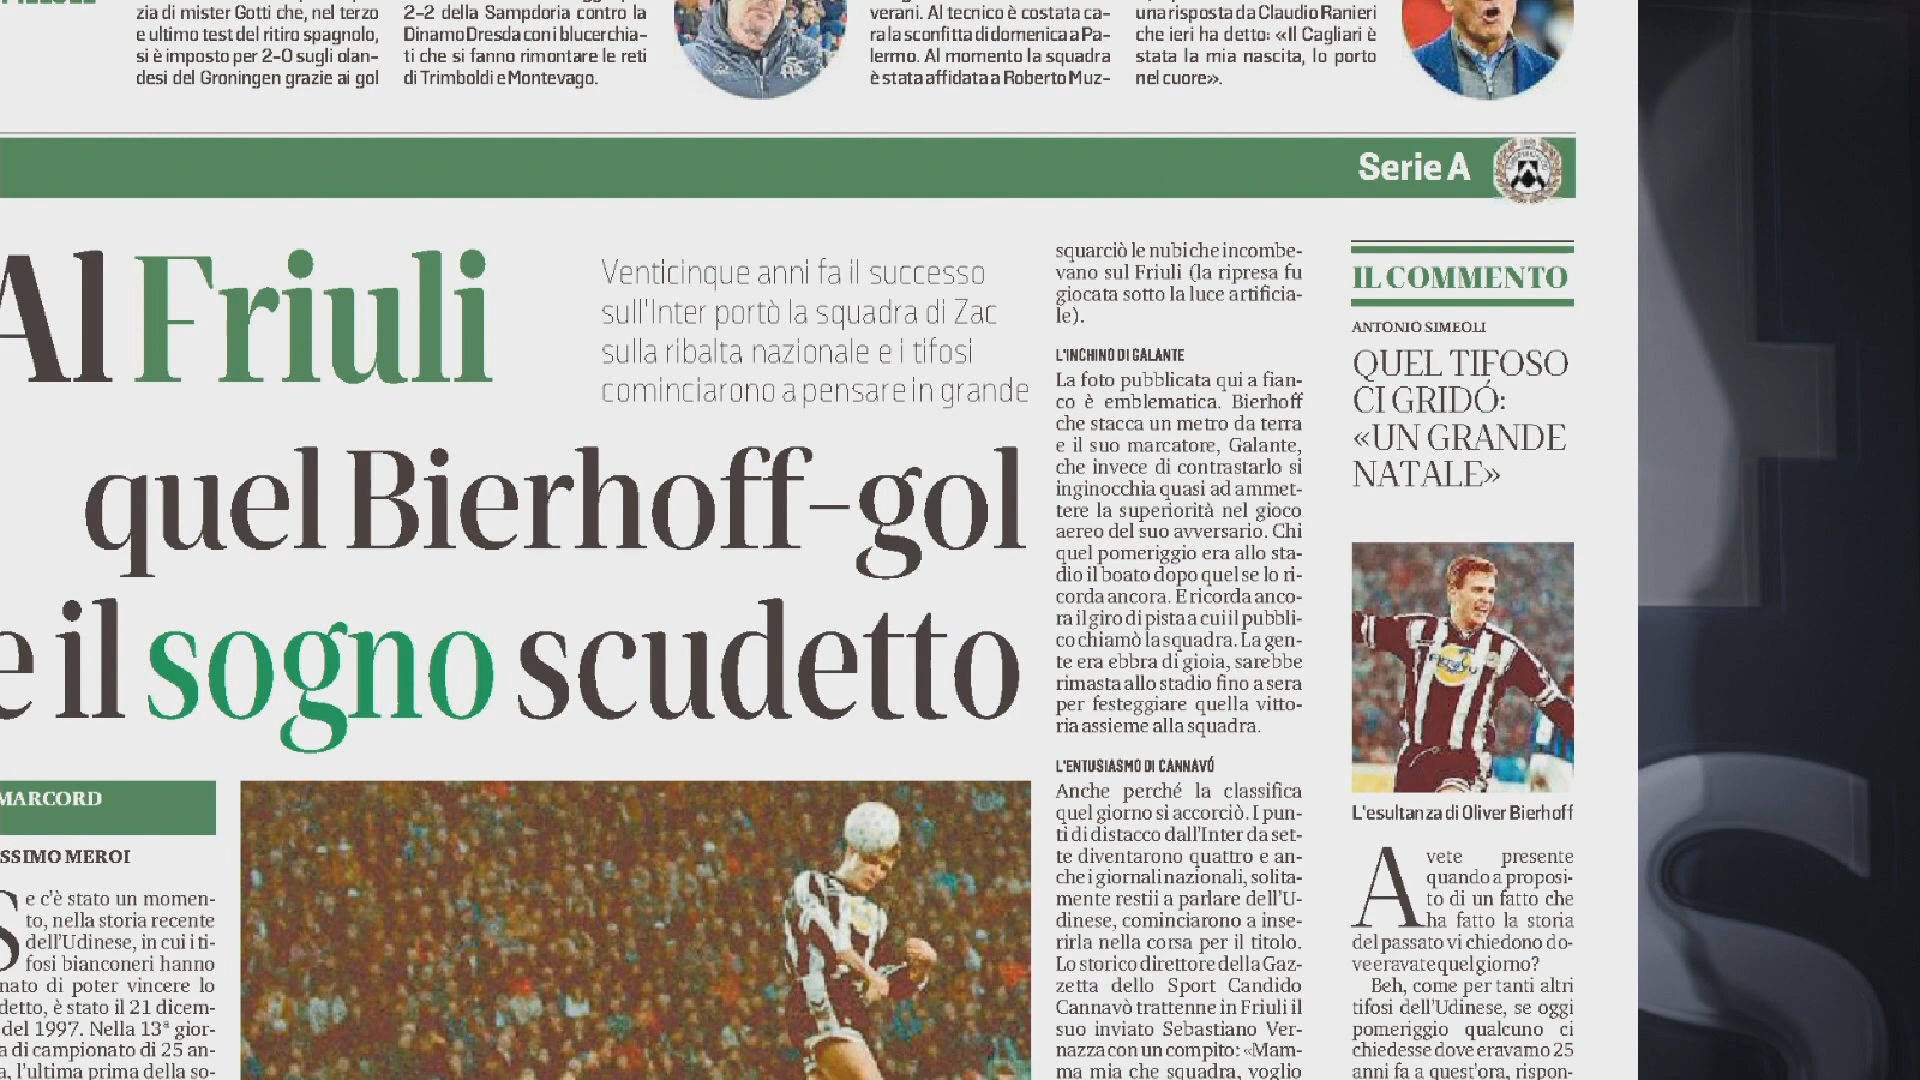 zia di mister Gotti che, nel terzo
e ultimo test del ritiro spagnolo,
si è imposto per 2-0 sugli olan-
desi del Groningen grazie ai gol
2-2 della Sampdoria contro la
Dinamo Dresda con i blucerchia-
ti che si fanno rimontare le reti
di Trimboldi e Montevago.
verani. Al tecnico è costata ca-
ra la sconfitta di domenica a Pa-
lermo. Al momento la squadra
è stata affidata a Roberto Muz-
una risposta da Claudio Ranieri
che ieri ha detto: «Il Cagliari è
stata la mia nascita, lo porto
nel cuore».
Serie A
Al Friuli
quel Bierhoff-gol
e il sogno scudetto
Venticinque anni fa il successo
sull'Inter portò la squadra di Zac
sulla ribalta nazionale e i tifosi
cominciarono a pensare in grande
MARCORD
SSIMO MEROI
Se c'è stato un momen-
to, nella storia recente
dell'Udinese, in cui i ti-
fosi bianconeri hanno
nato di poter vincere lo
detto, è stato il 21 dicem-
del 1997. Nella 13ª gior-
a di campionato di 25 an-
a, l'ultima prima della so-
squarciò le nubi che incombe-
vano sul Friuli (la ripresa fu
giocata sotto la luce artificia-
le).
L'INCHINO DI GALANTE
La foto pubblicata qui a fian-
co è emblematica. Bierhoff
che stacca un metro da terra
e il suo marcatore, Galante,
che invece di contrastarlo si
inginocchia quasi ad ammet-
tere la superiorità nel gioco
aereo del suo avversario. Chi
quel pomeriggio era allo sta-
dio il boato dopo quel se lo ri-
corda ancora. E ricorda anco-
ra il giro di pista a cui il pubbli-
co chiamò la squadra. La gen-
te era ebbra di gioia, sarebbe
rimasta allo stadio fino a sera
per festeggiare quella vitto-
ria assieme alla squadra.
L'ENTUSIASMO DI CANNAVÓ
Anche perché la classifica
quel giorno si accorciò. I pun-
ti di distacco dall'Inter da set-
te diventarono quattro e an-
che i giornali nazionali, solita-
mente restii a parlare dell'U-
dinese, cominciarono a inse-
rirla nella corsa per il titolo.
Lo storico direttore della Gaz-
zetta dello Sport Candido
Cannavò trattenne in Friuli il
suo inviato Sebastiano Ver-
nazza con un compito: «Mam-
ma mia che squadra, voglio
IL COMMENTO
ANTONIO SIMEOLI
QUEL TIFOSO
CI GRIDÓ:
«UN GRANDE
NATALE»
L'esultanza di Oliver Bierhoff
Avete presente
quando a proposi-
to di un fatto che
ha fatto la storia
del passato vi chiedono do-
ve eravate quel giorno?
Beh, come per tanti altri
tifosi dell'Udinese, se oggi
pomeriggio qualcuno ci
chiedesse dove eravamo 25
anni fa a quest'ora, rispon-